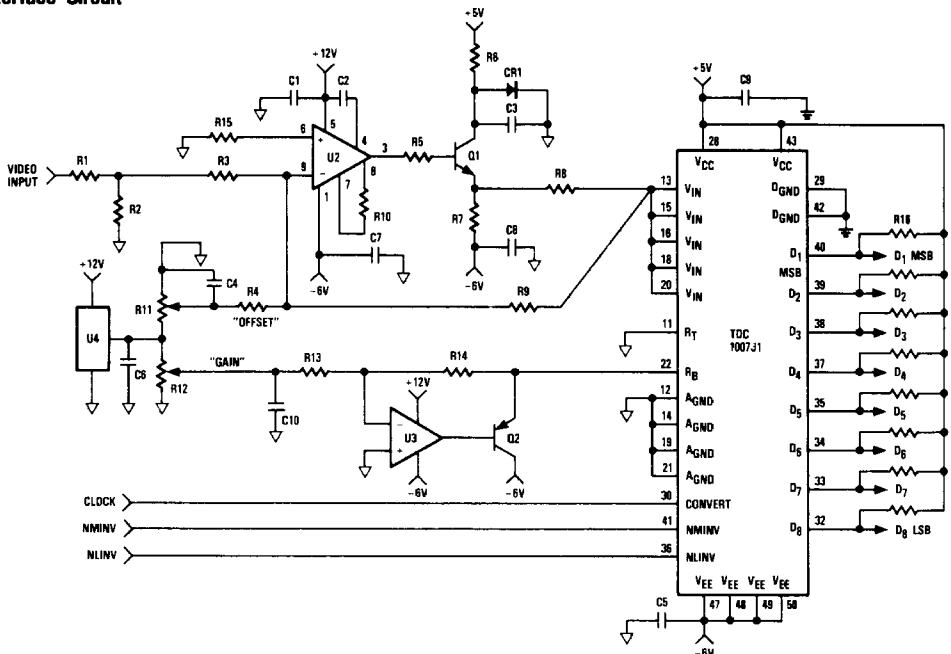 terface Circuit
+5V
R6
+12V
CR1
C1
C2
C3
+5V
C9
R15
6
5
4
+
U2
3
R5
Q1
28
43
8
VCC
VCC
VIDEO
INPUT
R1
R3
9
−
7
1
R8
13
VIN
DGND
29
R2
R10
R7
15
VIN
DGND
42
R16
C7
C8
16
VIN
D1
40
D1 MSB
MSB
−6V
−6V
18
VIN
D2
39
D2
+12V
C4
20
VIN
R11
R4
R9
D3
38
D3
"OFFSET"
U4
11
RT
TDC
1007J1
D4
37
D4
C6
"GAIN"
R13
R14
22
RB
R12
D5
35
D5
+12V
12
AGND
C10
−
U3
+
Q2
14
AGND
D6
34
D6
19
AGND
−6V
−6V
21
AGND
D7
33
D7
CLOCK
30
CONVERT
D8
32
D8 LSB
NMINV
41
NMINV
NLINV
36
NLINV
VEE
VEE
VEE
VEE
C5
47
48
49
50
−6V